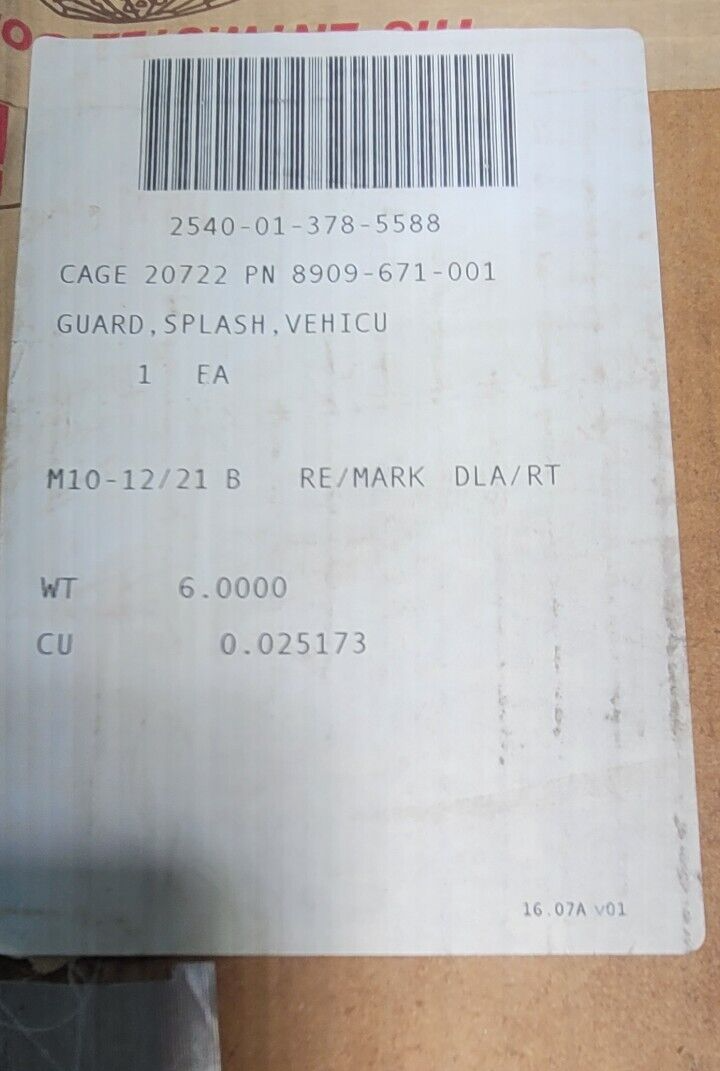 2540-01-378-5588
CAGE 20722 PN 8909-671-001
GUARD,SPLASH,VEHICU
1 EA
M10-12/21 B RE/MARK DLA/RT
WT 6.0000
CU 0.025173
16.07A v01